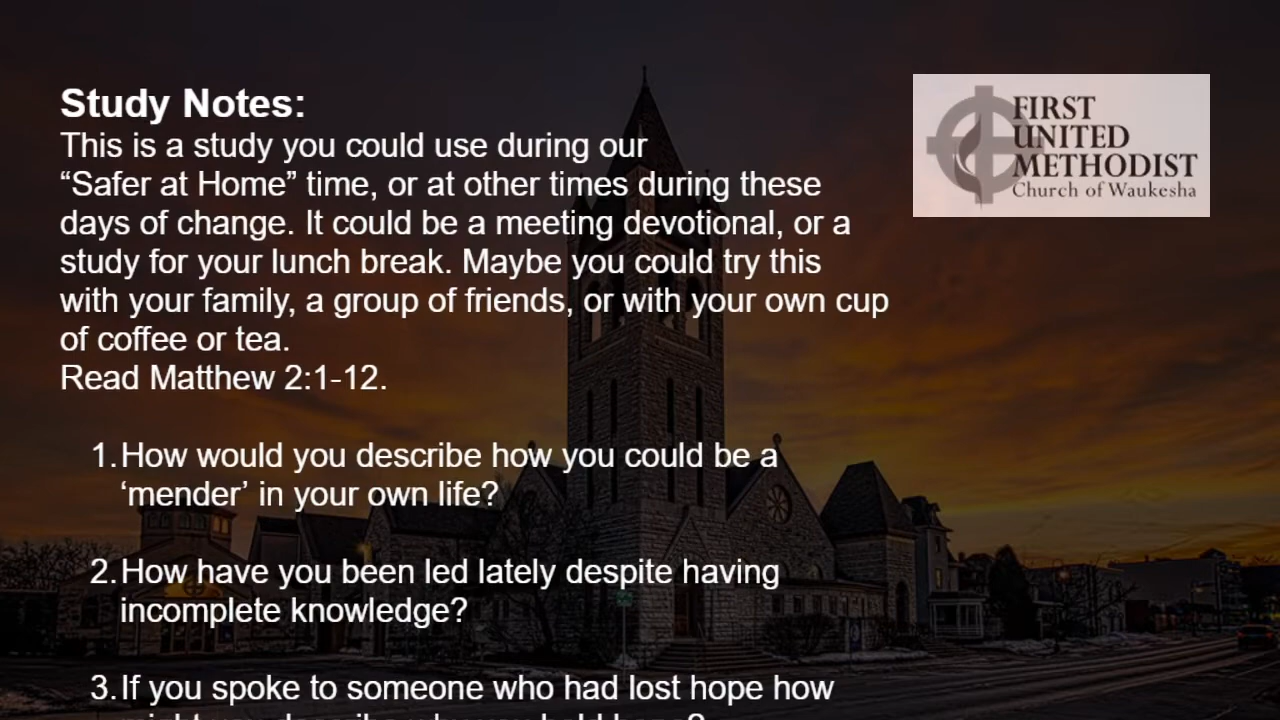 Study Notes:
This is a study you could use during our
“Safer at Home” time, or at other times during these
days of change. It could be a meeting devotional, or a
study for your lunch break. Maybe you could try this
with your family, a group of friends, or with your own cup
of coffee or tea.
Read Matthew 2:1-12.
1. How would you describe how you could be a
‘mender’ in your own life?
2. How have you been led lately despite having
incomplete knowledge?
3. If you spoke to someone who had lost hope how
FIRST
UNITED
METHODIST
Church of Waukesha